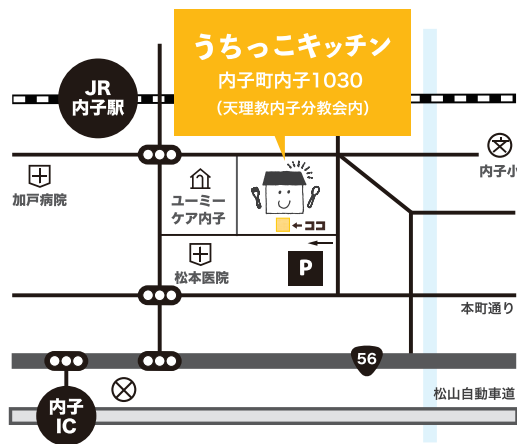 うちっこキッチン
内子町内子1030
（天理教内子分教会内）
JR
内子駅
内子小
加戸病院
ユーミー
ケア内子
ココ
松本医院
P
本町通り
56
松山自動車道
内子
IC